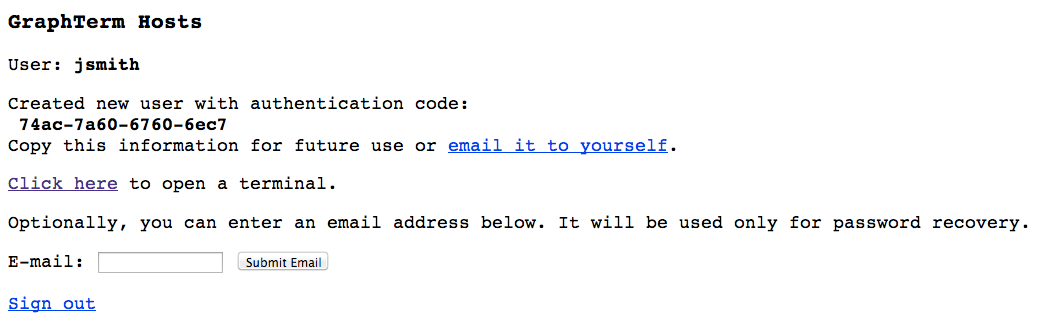 GraphTerm Hosts
User: jsmith
Created new user with authentication code:
74ac-7a60-6760-6ec7
Copy this information for future use or email it to yourself.
Click here to open a terminal.
Optionally, you can enter an email address below. It will be used only for password recovery.
E-mail: Submit Email
Sign out